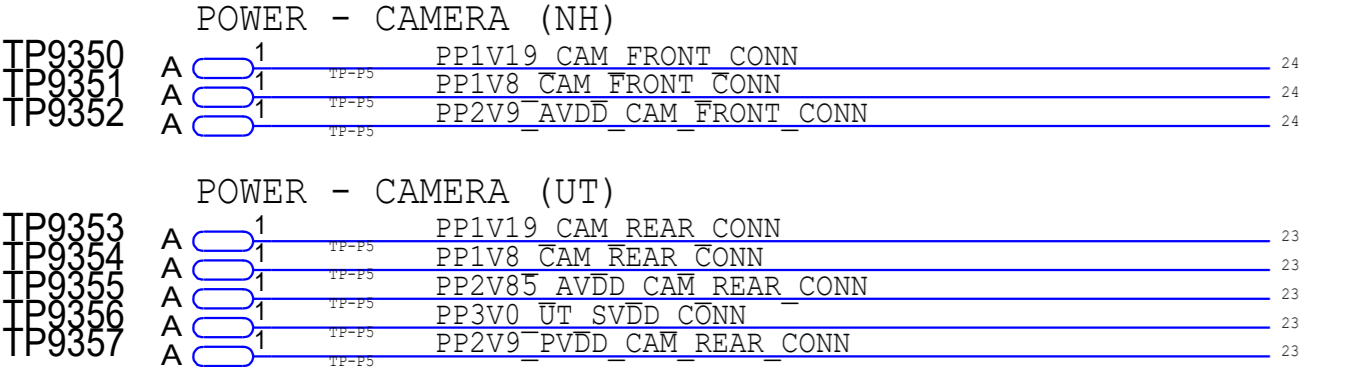 POWER - CAMERA (NH)
TP9350 A 1 TP-P5 PP1V19_CAM_FRONT_CONN 24
TP9351 A 1 TP-P5 PP1V8_CAM_FRONT_CONN 24
TP9352 A 1 TP-P5 PP2V9_AVDD_CAM_FRONT_CONN 24
POWER - CAMERA (UT)
TP9353 A 1 TP-P5 PP1V19_CAM_REAR_CONN 23
TP9354 A 1 TP-P5 PP1V8_CAM_REAR_CONN 23
TP9355 A 1 TP-P5 PP2V85_AVDD_CAM_REAR_CONN 23
TP9356 A 1 TP-P5 PP3V0_UT_SVDD_CONN 23
TP9357 A 1 TP-P5 PP2V9_PVDD_CAM_REAR_CONN 23